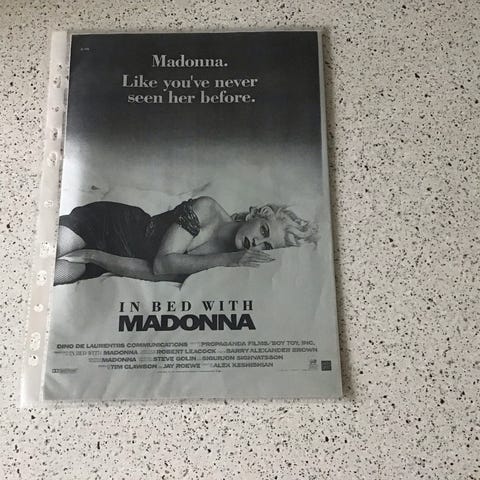 Madonna.
Like you've never
seen her before.
IN BED WITH
MADONNA
DINO DE LAURENTIIS COMMUNICATIONS PROPAGANDA FILMS/BOY TOY, INC.
IN BED WITH MADONNA ROBERT LEACOCK BARRY ALEXANDER BROWN
MADONNA STEVE GOLIN SIGURJON SIGHVATSSON
TIM CLAWSON JAY ROEWE ALEK KESHISHIAN